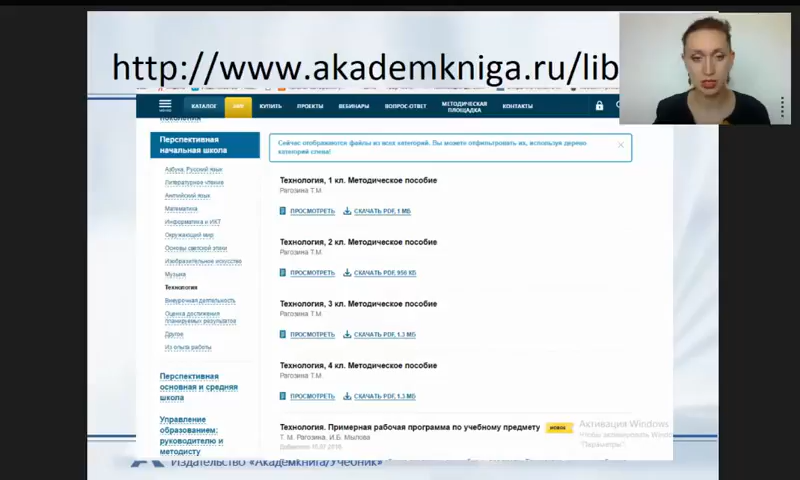 http://www.akademkniga.ru/lib
КАТАЛОГ
КУПИТЬ
ПРОЕКТЫ
ВЕБИНАРЫ
ВОПРОС-ОТВЕТ
МЕТОДИЧЕСКАЯ ПЛОЩАДКА
КОНТАКТЫ
Перспективная
начальная школа
Азбука, Русский язык
Литературное чтение
Английский язык
Математика
Информатика и ИКТ
Окружающий мир
Основы светской этики
Изобразительное искусство
Музыка
Технология
Внеурочная деятельность
Оценка достижения
планируемых результатов
Другие
Из опыта работы
Перспективная
основная и средняя
школа
Управление
образованием:
руководителю и
методисту
Сейчас отображаются файлы из всех категорий. Вы можете отфильтровать их, используя дерево
категорий слева!
Технология, 1 кл. Методическое пособие
Рагозина Т.М.
ПРОСМОТРЕТЬ СКАЧАТЬ PDF, 1 МБ
Технология, 2 кл. Методическое пособие
Рагозина Т.М.
ПРОСМОТРЕТЬ СКАЧАТЬ PDF, 956 КБ
Технология, 3 кл. Методическое пособие
Рагозина Т.М.
ПРОСМОТРЕТЬ СКАЧАТЬ PDF, 1.3 МБ
Технология, 4 кл. Методическое пособие
Рагозина Т.М.
ПРОСМОТРЕТЬ СКАЧАТЬ PDF, 1.3 МБ
Технология. Примерная рабочая программа по учебному предмету НОВОЕ
Т. М. Рагозина, И.Б. Мылова
Активация Windows
"Параметры".
Издательство «Академкнига/Учебник»